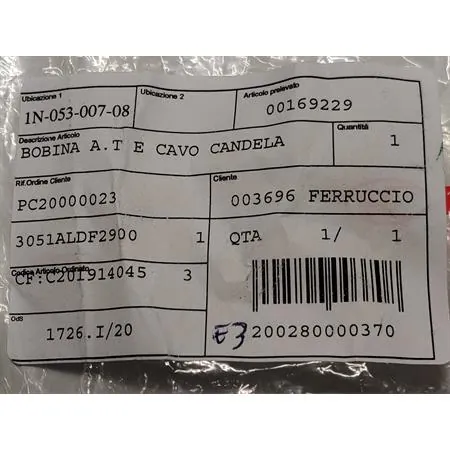 Ubicazione 1 Ubicazione 2 Articolo prelevato
1N-053-007-08 00169229
Descrizione Articolo Quantità
BOBINA A.T E CAVO CANDELA 1
Rif.Ordine Cliente Cliente
PC20000023 003696 FERRUCCIO
3051ALDF2900 1 QTA 1/ 1
Codice Articolo Ordinato
CF:C201914045 3
OdS
1726.I/20 E3 200280000370